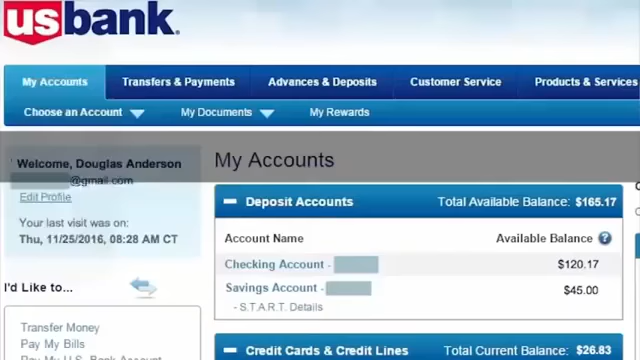 usbank.
My Accounts Transfers & Payments Advances & Deposits Customer Service Products & Services
Choose an Account My Documents My Rewards
Welcome, Douglas Anderson
@gmail.com
Edit Profile
Your last visit was on:
Thu, 11/25/2016, 08:28 AM CT
I'd Like to...
Transfer Money
Pay My Bills
Pay My U.S. Bank Account
My Accounts
Deposit Accounts Total Available Balance: $165.17
Account Name Available Balance ?
Checking Account - $120.17
Savings Account - $45.00
- S.T.A.R.T. Details
Credit Cards & Credit Lines Total Current Balance: $26.83